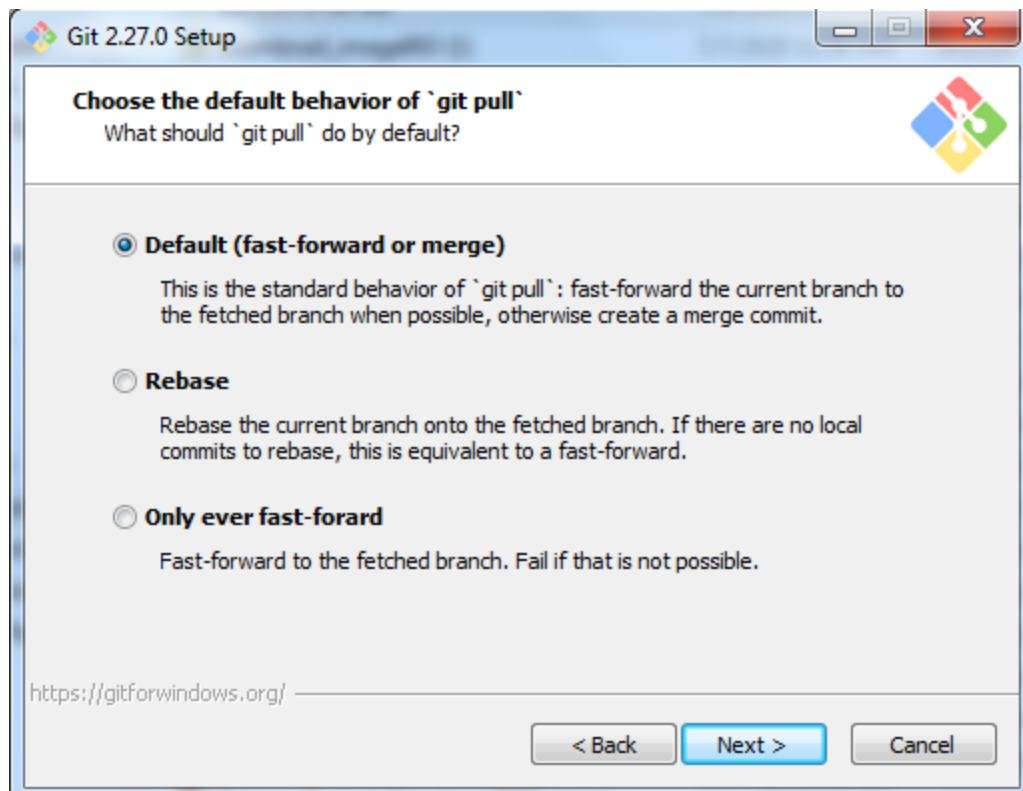 Git 2.27.0 Setup
Choose the default behavior of `git pull`
What should `git pull` do by default?
Default (fast-forward or merge)
This is the standard behavior of `git pull`: fast-forward the current branch to
the fetched branch when possible, otherwise create a merge commit.
Rebase
Rebase the current branch onto the fetched branch. If there are no local
commits to rebase, this is equivalent to a fast-forward.
Only ever fast-forard
Fast-forward to the fetched branch. Fail if that is not possible.
https://gitforwindows.org/
< Back Next > Cancel